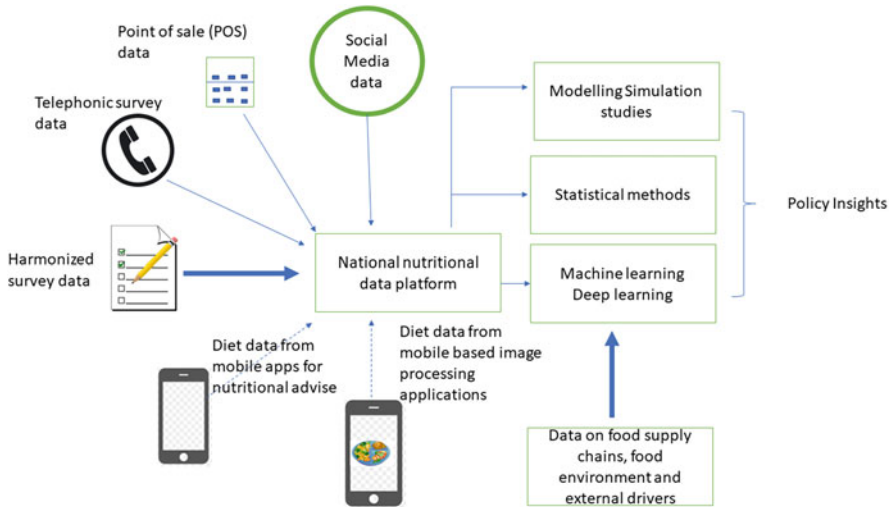 Point of sale (POS)
data
Social
Media
data
Telephonic survey
data
Modelling Simulation
studies
Statistical methods
Policy Insights
Harmonized
survey data
National nutritional
data platform
Machine learning
Deep learning
Diet data from
mobile apps for
nutritional advise
Diet data from
mobile based image
processing
applications
Data on food supply
chains, food
environment and
external drivers